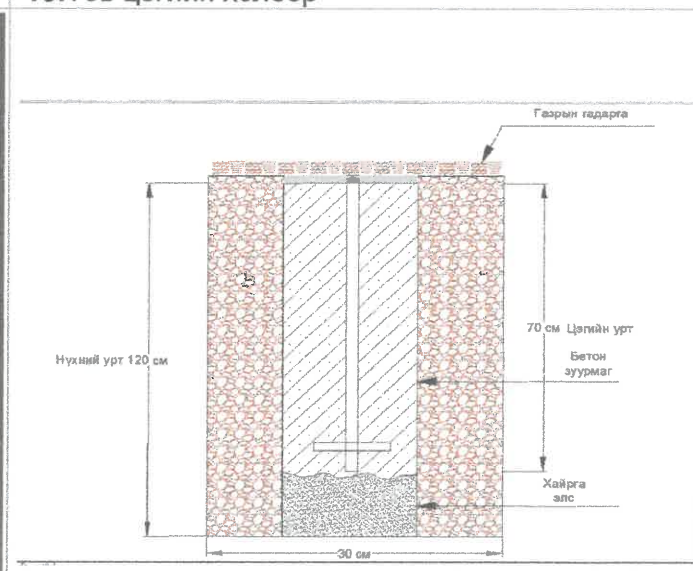 Газрын гадарга
70 см Цэгийн урт
Нүхний урт 120 см
Бетон
зуурмаг
Хайрга
элс
30 см